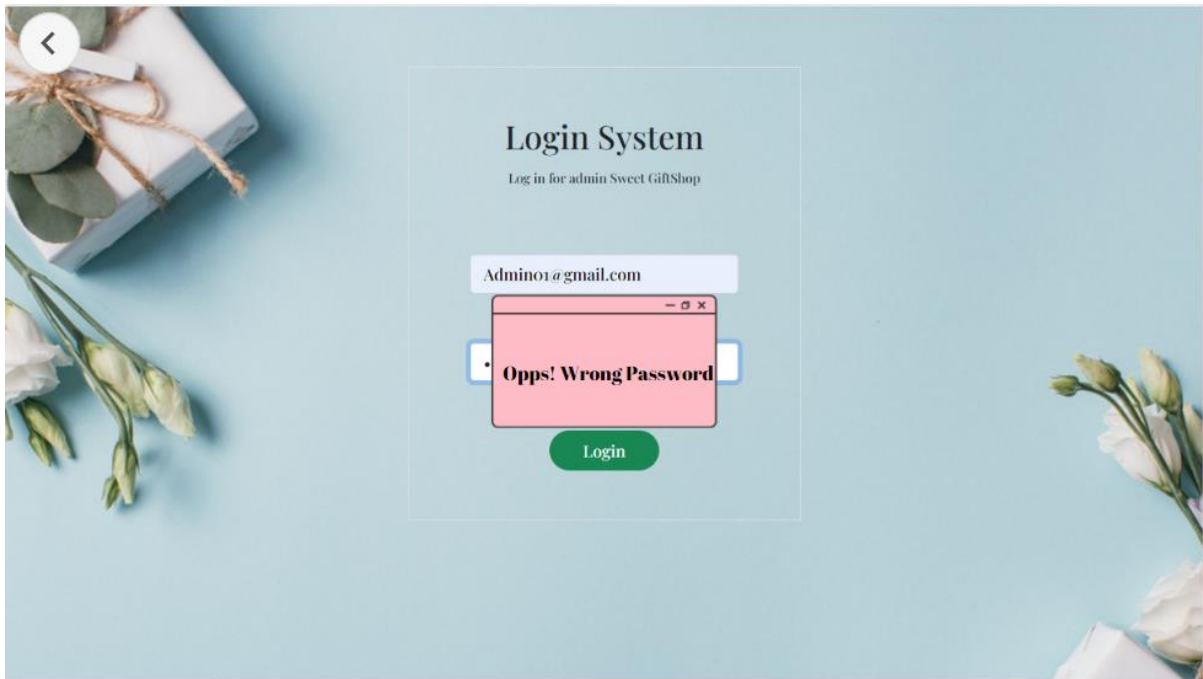 Login System
Log in for admin Sweet GiftShop
Admin01@gmail.com
Opps! Wrong Password
Login